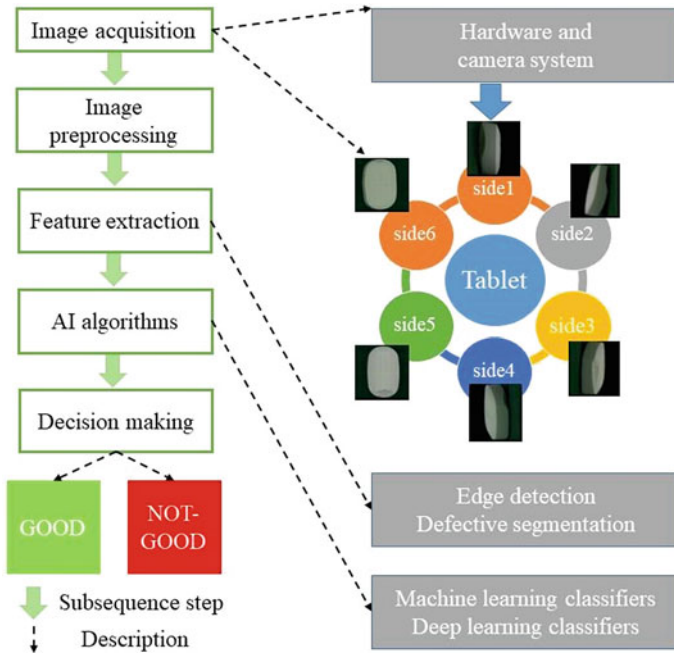 Image acquisition
Image
preprocessing
Feature extraction
AI algorithms
Decision making
GOOD
NOT-
GOOD
Subsequence step
Description
Hardware and
camera system
side1
side2
side3
side4
side5
side6
Tablet
Edge detection
Defective segmentation
Machine learning classifiers
Deep learning classifiers